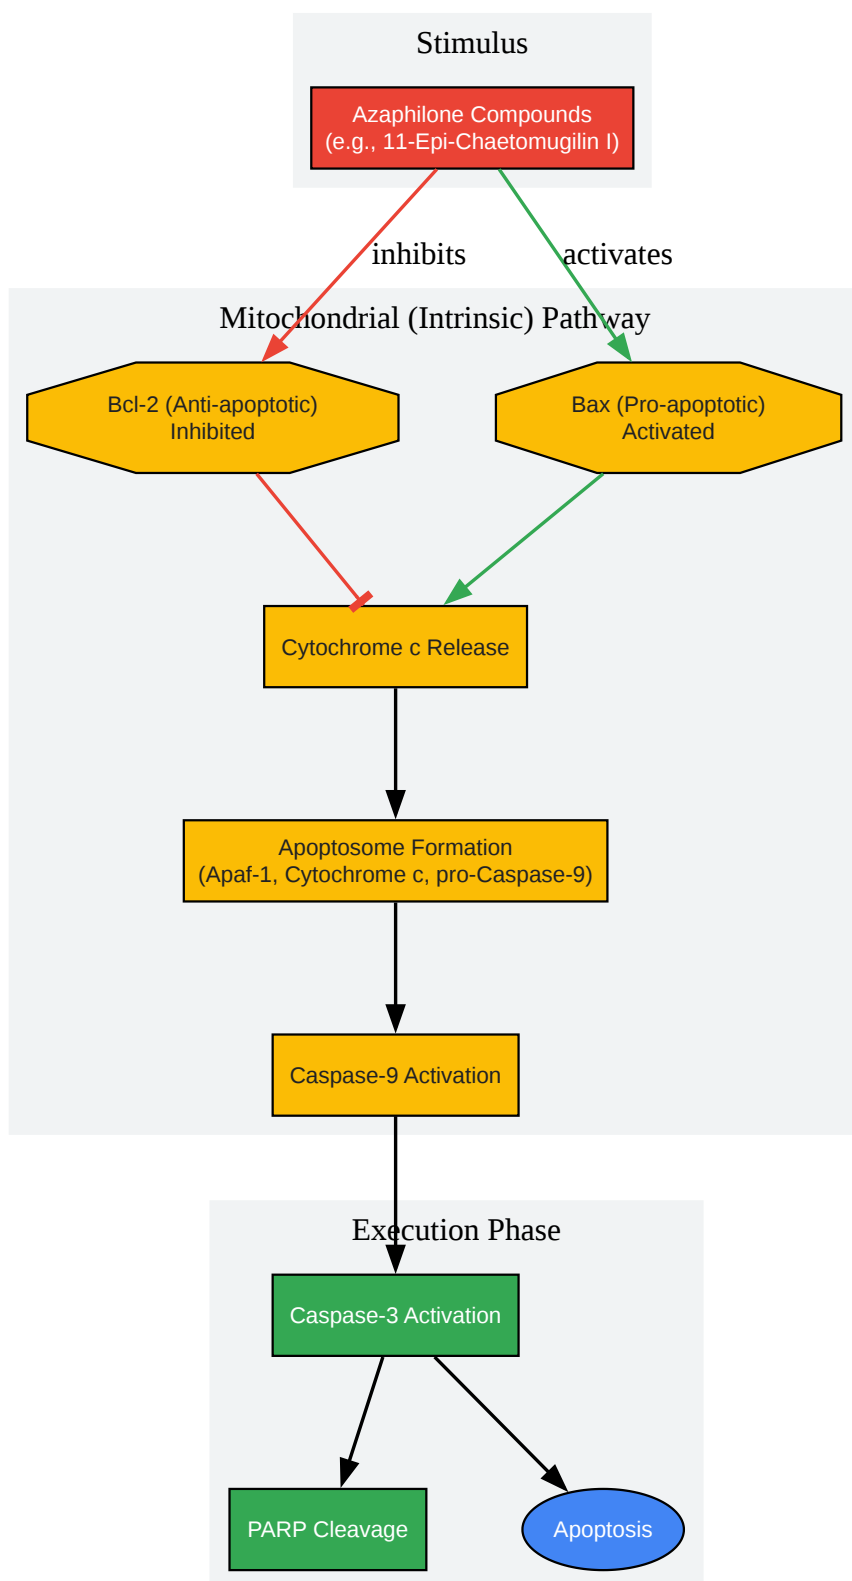 Stimulus
Azaphilone Compounds
(e.g., 11-Epi-Chaetomugilin I)
inhibits
activates
Mitochondrial (Intrinsic) Pathway
Bcl-2 (Anti-apoptotic)
Inhibited
Bax (Pro-apoptotic)
Activated
Cytochrome c Release
Apoptosome Formation
(Apaf-1, Cytochrome c, pro-Caspase-9)
Caspase-9 Activation
Execution Phase
Caspase-3 Activation
PARP Cleavage
Apoptosis